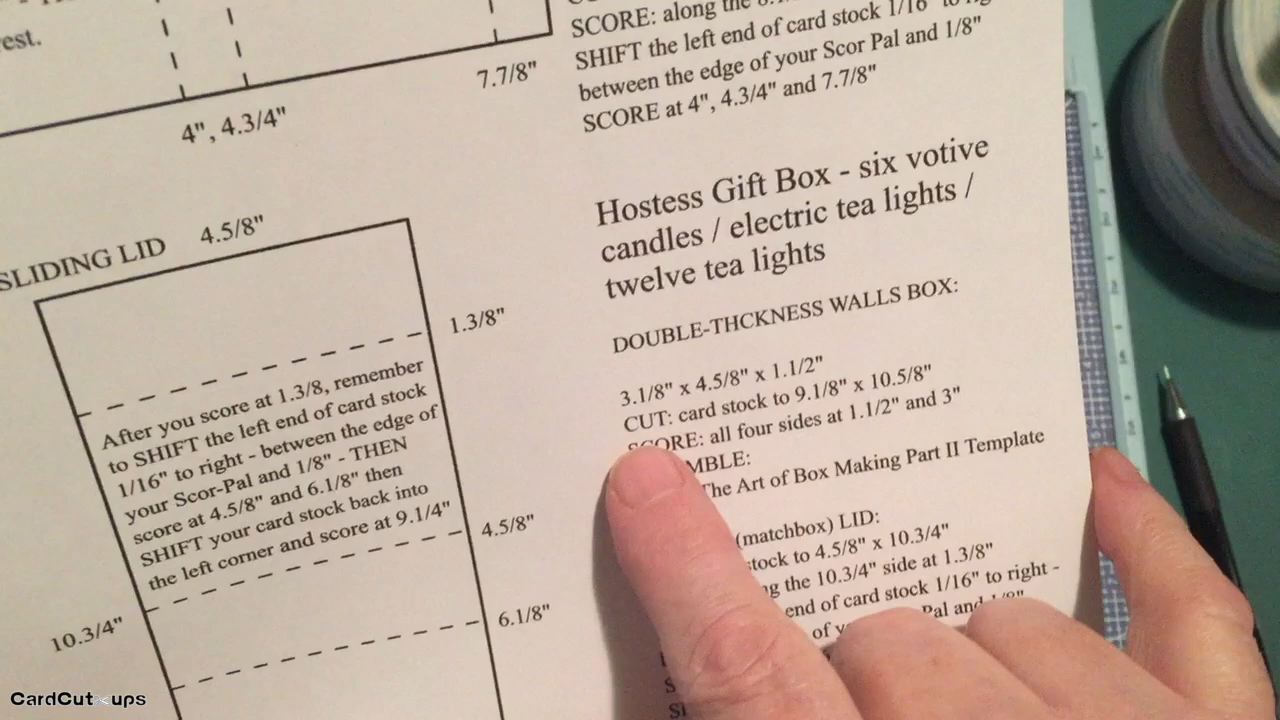 est.
4", 4.3/4"
7.7/8"
SLIDING LID
4.5/8"
1.3/8"
After you score at 1.3/8, remember
to SHIFT the left end of card stock
1/16" to right - between the edge of
your Scor-Pal and 1/8" - THEN
score at 4.5/8" and 6.1/8" then
SHIFT your card stock back into
the left corner and score at 9.1/4"
4.5/8"
6.1/8"
10.3/4"
SCORE: along the
SHIFT the left end of card stock 1/16" to
between the edge of your Scor Pal and 1/8"
SCORE at 4", 4.3/4" and 7.7/8"
Hostess Gift Box - six votive
candles / electric tea lights /
twelve tea lights
DOUBLE-THCKNESS WALLS BOX:
3.1/8" x 4.5/8" x 1.1/2"
CUT: card stock to 9.1/8" x 10.5/8"
SCORE: all four sides at 1.1/2" and 3"
MBLE:
The Art of Box Making Part II Template
(matchbox) LID:
stock to 4.5/8" x 10.3/4"
ng the 10.3/4" side at 1.3/8"
end of card stock 1/16" to right -
of Pal and 1/8"
CardCut ups